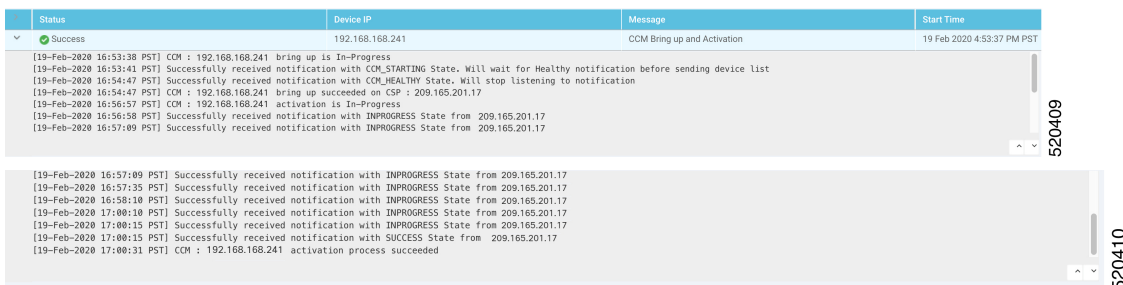 Status Device IP Message Start Time
Success 192.168.168.241 CCM Bring up and Activation 19 Feb 2020 4:53:37 PM PST
[19-Feb-2020 16:53:38 PST] CCM : 192.168.168.241 bring up is In-Progress
[19-Feb-2020 16:53:41 PST] Successfully received notification with CCM_STARTING State. Will wait for Healthy notification before sending device list
[19-Feb-2020 16:54:47 PST] Successfully received notification with CCM_HEALTHY State. Will stop listening to notification
[19-Feb-2020 16:54:47 PST] CCM : 192.168.168.241 bring up succeeded on CSP : 209.165.201.17
[19-Feb-2020 16:56:57 PST] CCM : 192.168.168.241 activation is In-Progress
[19-Feb-2020 16:56:58 PST] Successfully received notification with INPROGRESS State from 209.165.201.17
[19-Feb-2020 16:57:09 PST] Successfully received notification with INPROGRESS State from 209.165.201.17
520409
[19-Feb-2020 16:57:09 PST] Successfully received notification with INPROGRESS State from 209.165.201.17
[19-Feb-2020 16:57:35 PST] Successfully received notification with INPROGRESS State from 209.165.201.17
[19-Feb-2020 16:58:10 PST] Successfully received notification with INPROGRESS State from 209.165.201.17
[19-Feb-2020 17:00:10 PST] Successfully received notification with INPROGRESS State from 209.165.201.17
[19-Feb-2020 17:00:15 PST] Successfully received notification with INPROGRESS State from 209.165.201.17
[19-Feb-2020 17:00:15 PST] Successfully received notification with SUCCESS State from 209.165.201.17
[19-Feb-2020 17:00:31 PST] CCM : 192.168.168.241 activation process succeeded
520410